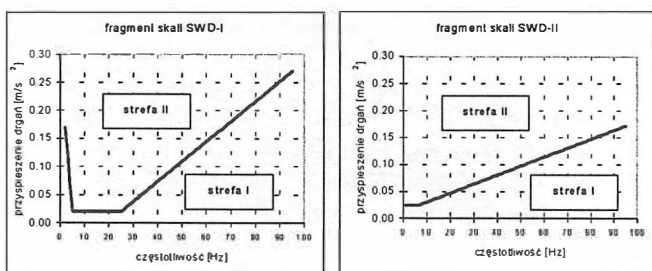 fragment skali SWD-I
przyspieszenie drgań [m/s²]
0.30
0.25
0.20
0.15
0.10
0.05
0.00
strefa II
strefa I
0 10 20 30 40 50 60 70 80 90 100
częstotliwość [Hz]
fragment skali SWD-II
przyspieszenie drgań [m/s²]
0.30
0.25
0.20
0.15
0.10
0.05
0.00
strefa II
strefa I
0 10 20 30 40 50 60 70 80 90 100
częstotliwość [Hz]